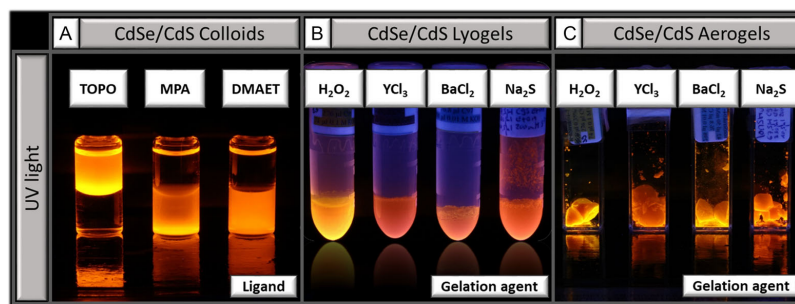 A CdSe/CdS Colloids
B CdSe/CdS Lyogels
C CdSe/CdS Aerogels
UV light
TOPO MPA DMAET
H₂O₂ YCl₃ BaCl₂ Na₂S
H₂O₂ YCl₃ BaCl₂ Na₂S
Ligand
Gelation agent
Gelation agent